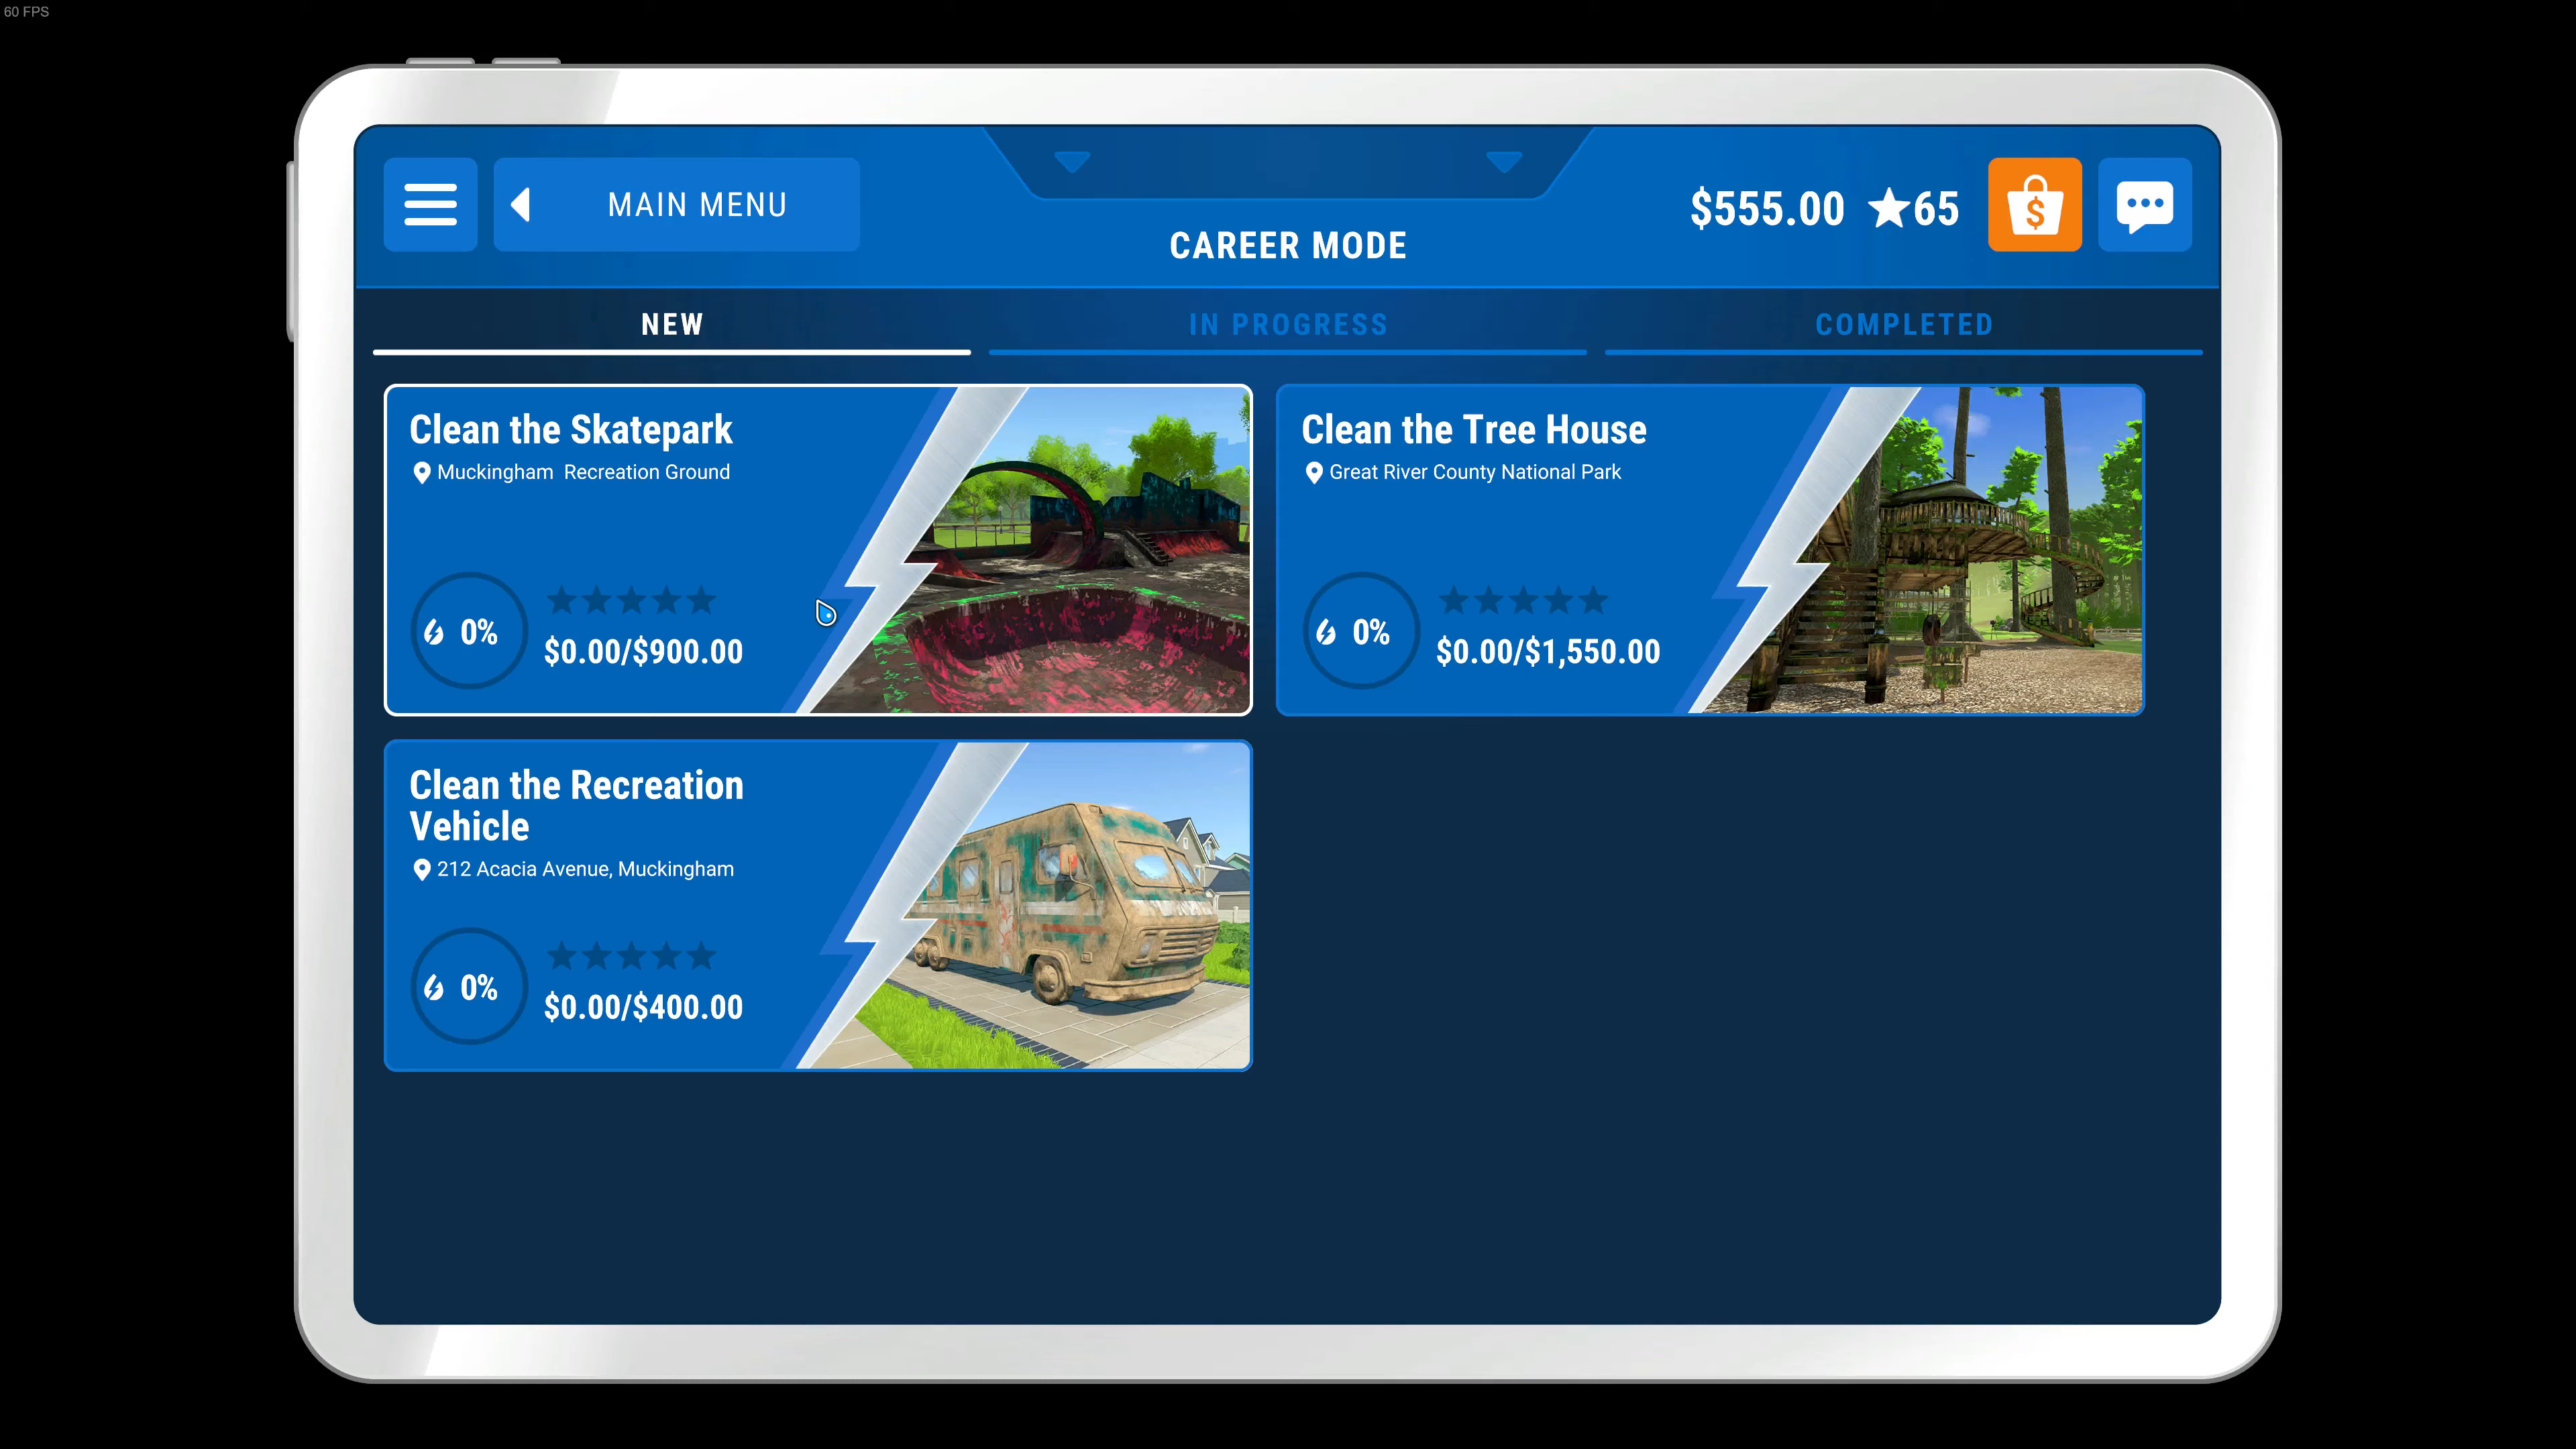 60 FPS
MAIN MENU
CAREER MODE
$555.00 ★65
NEW
IN PROGRESS
COMPLETED
Clean the Skatepark
Muckingham  Recreation Ground
0%
$0.00/$900.00
Clean the Tree House
Great River County National Park
0%
$0.00/$1,550.00
Clean the Recreation
Vehicle
212 Acacia Avenue, Muckingham
0%
$0.00/$400.00